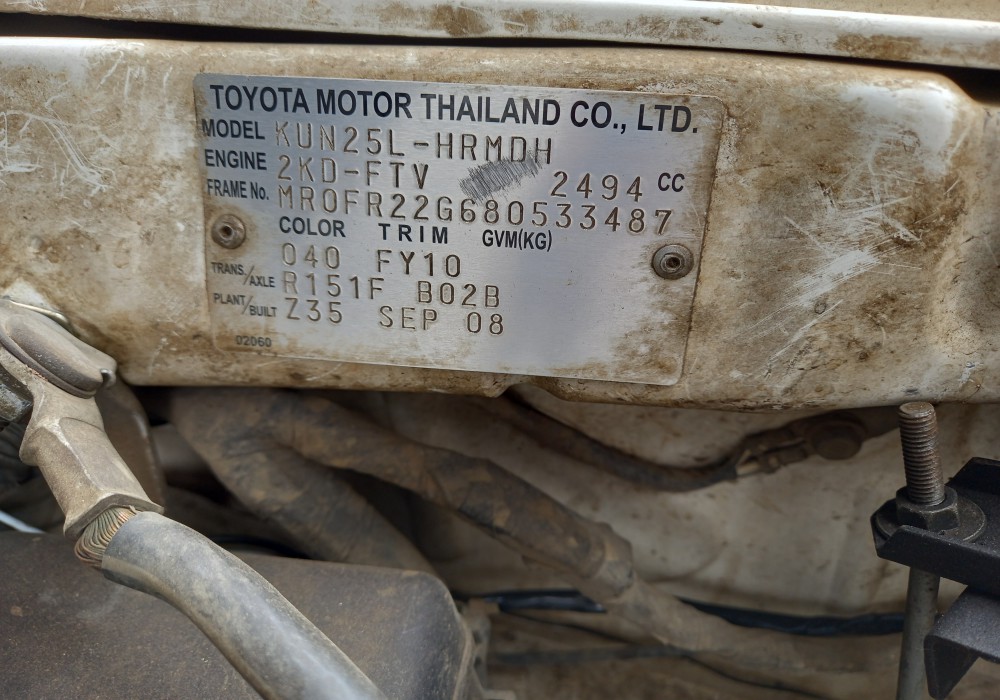 TOYOTA MOTOR THAILAND CO., LTD.
MODEL KUN25L-HRMDH
ENGINE 2KD-FTV 2494 CC
FRAME No. MR0FR22G680533487
COLOR TRIM GVM(KG)
040 FY10
TRANS./AXLE R151F B02B
PLANT/BUILT Z35 SEP 08
02060